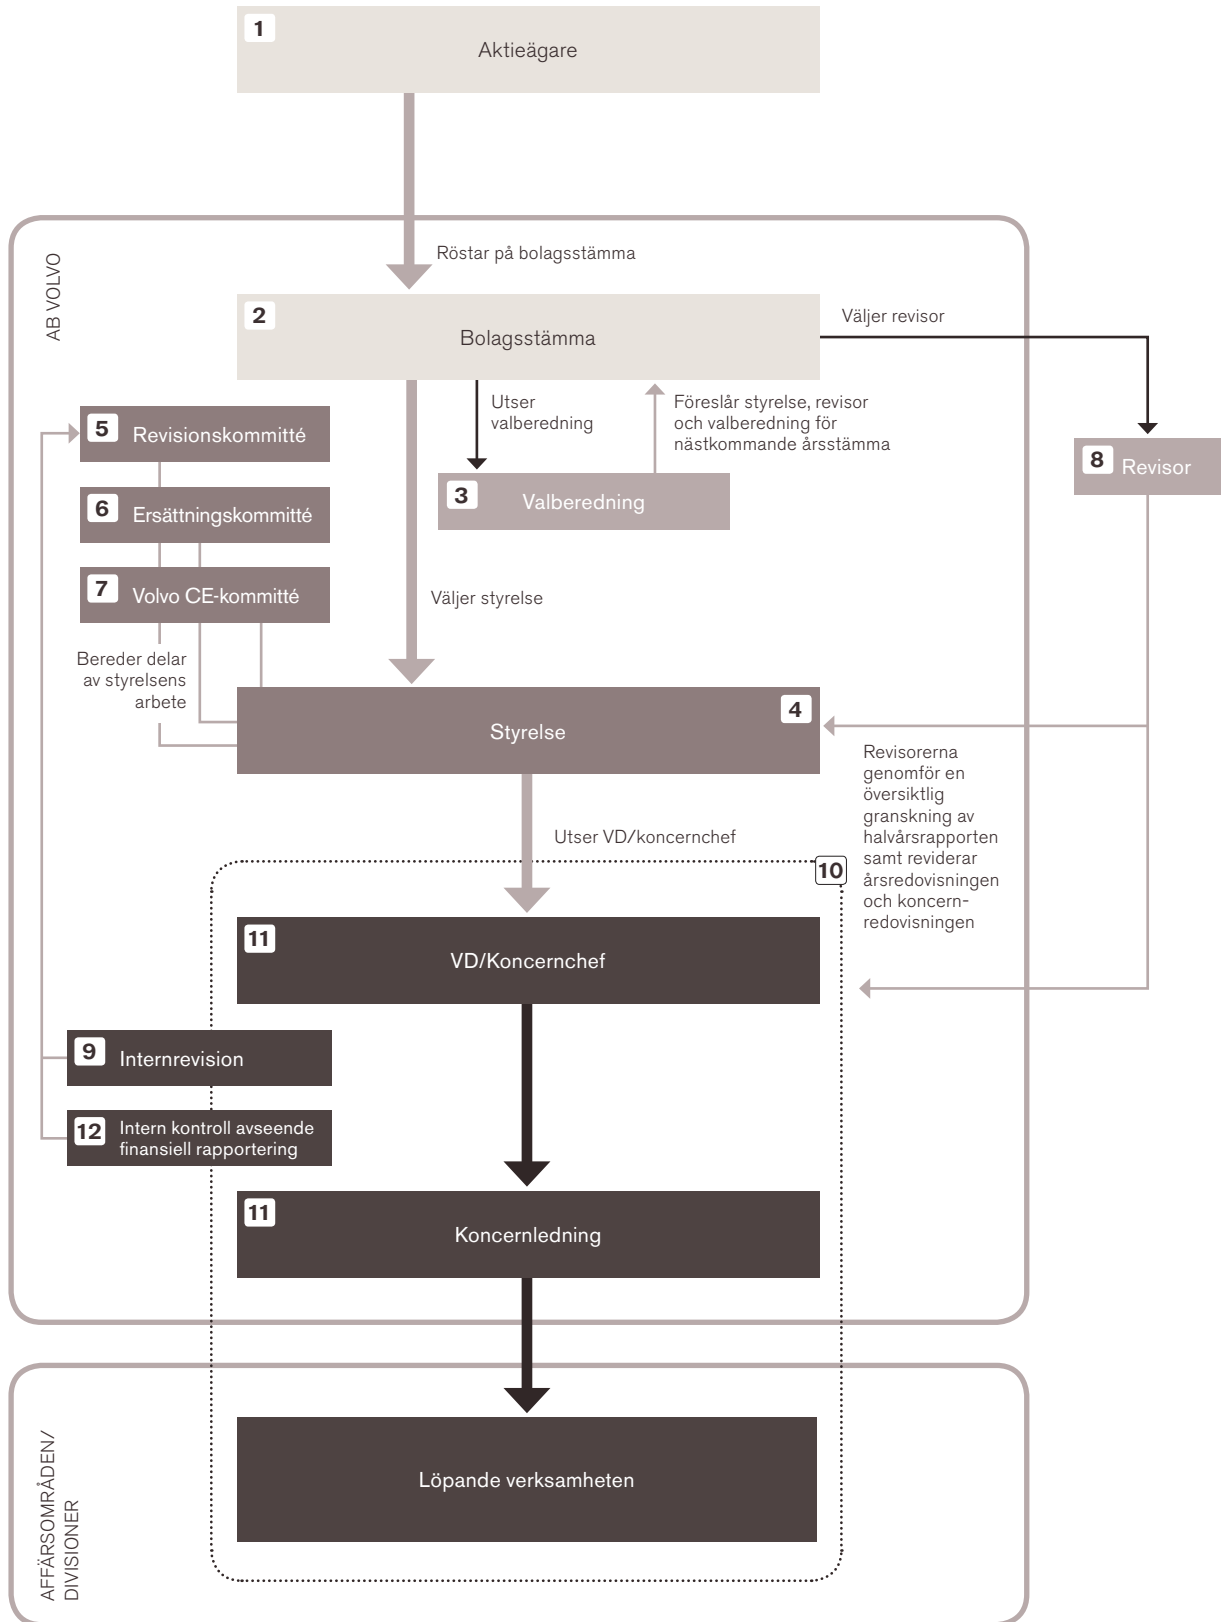 1
Aktieägare
AB VOLVO
Röstar på bolagsstämma
2
Bolagsstämma
Väljer revisor
Utser
valberedning
Föreslår styrelse, revisor
och valberedning för
nästkommande årsstämma
5 Revisionskommitté
8 Revisor
6 Ersättningskommitté
3 Valberedning
7 Volvo CE-kommitté
Väljer styrelse
Bereder delar
av styrelsens
arbete
4
Styrelse
Revisorerna
genomför en
översiktlig
granskning av
halvårsrapporten
samt reviderar
årsredovisningen
och koncern-
redovisningen
Utser VD/koncernchef
10
11
VD/Koncernchef
9 Internrevision
12 Intern kontroll avseende
finansiell rapportering
11
Koncernledning
AFFÄRSOMRÅDEN/
DIVISIONER
Löpande verksamheten